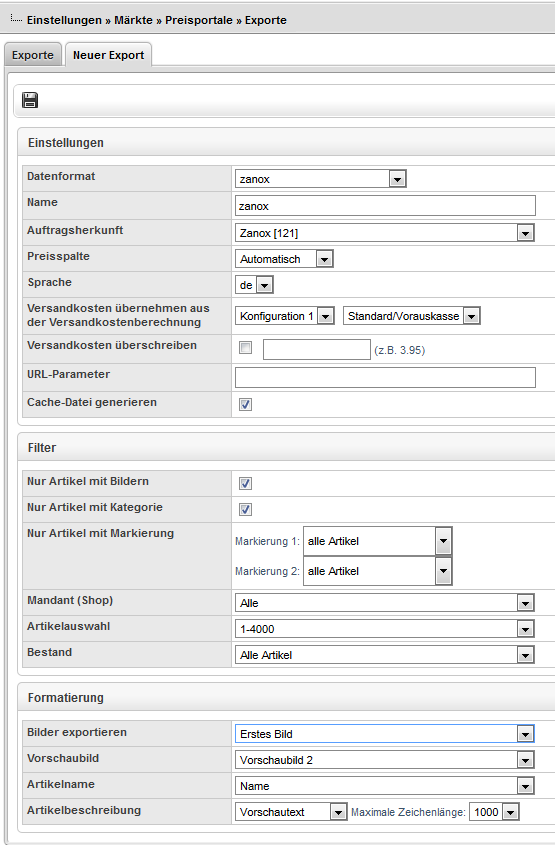 Einstellungen » Märkte » Preisportale » Exporte
Exporte Neuer Export
Einstellungen
Datenformat zanox
Name zanox
Auftragsherkunft Zanox [121]
Preisspalte Automatisch
Sprache de
Versandkosten übernehmen aus
der Versandkostenberechnung Konfiguration 1 Standard/Vorauskasse
Versandkosten überschreiben (z.B. 3.95)
URL-Parameter
Cache-Datei generieren
Filter
Nur Artikel mit Bildern
Nur Artikel mit Kategorie
Nur Artikel mit Markierung Markierung 1: alle Artikel
Markierung 2: alle Artikel
Mandant (Shop) Alle
Artikelauswahl 1-4000
Bestand Alle Artikel
Formatierung
Bilder exportieren Erstes Bild
Vorschaubild Vorschaubild 2
Artikelname Name
Artikelbeschreibung Vorschautext Maximale Zeichenlänge: 1000